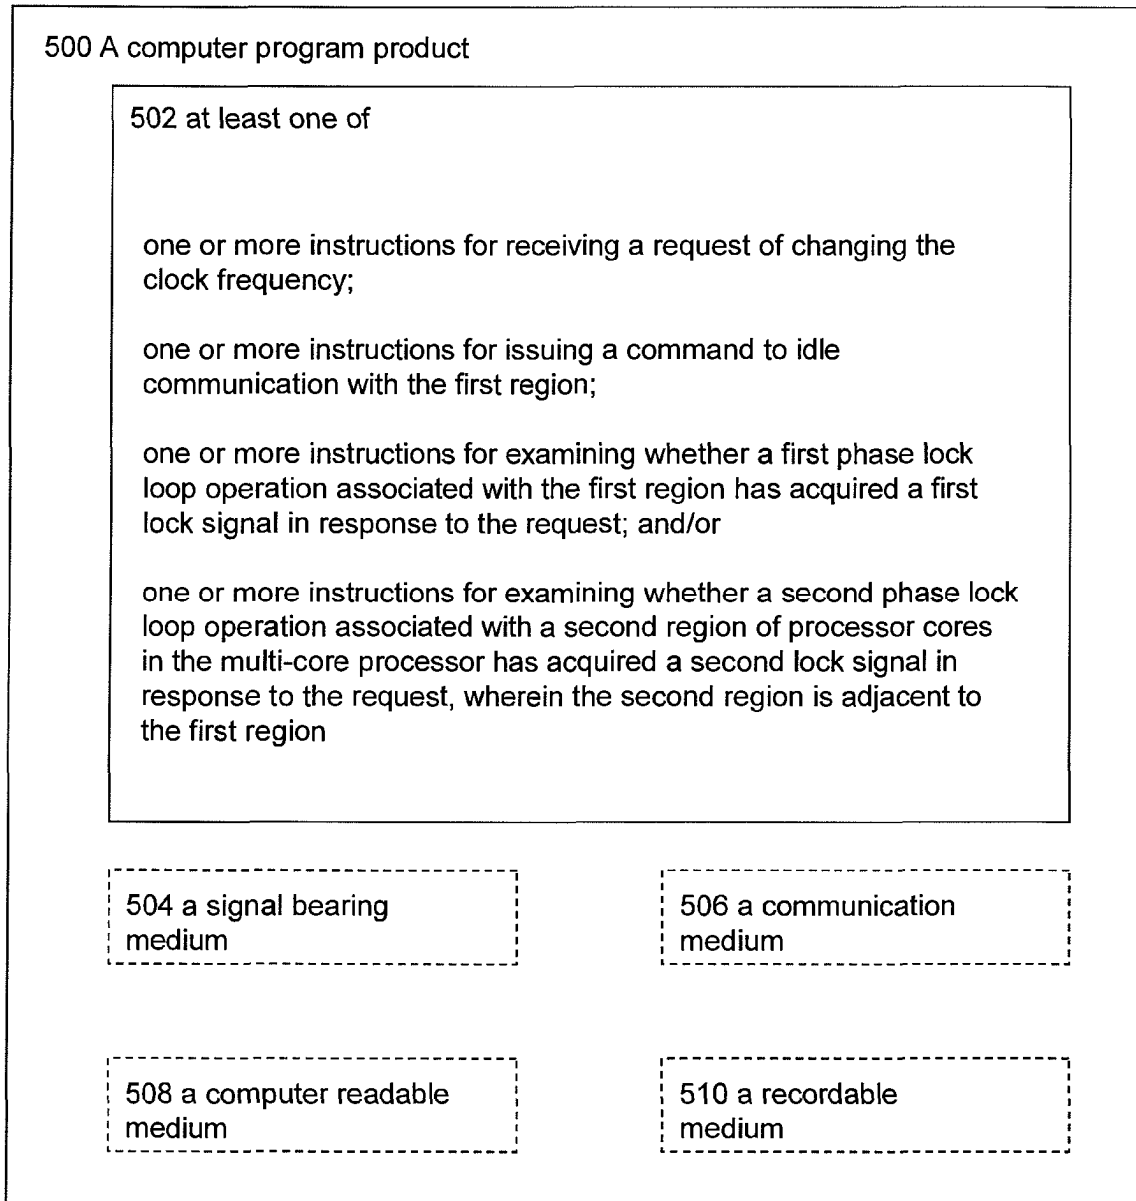 500 A computer program product
502 at least one of
one or more instructions for receiving a request of changing the
clock frequency;
one or more instructions for issuing a command to idle
communication with the first region;
one or more instructions for examining whether a first phase lock
loop operation associated with the first region has acquired a first
lock signal in response to the request; and/or
one or more instructions for examining whether a second phase lock
loop operation associated with a second region of processor cores
in the multi-core processor has acquired a second lock signal in
response to the request, wherein the second region is adjacent to
the first region
504 a signal bearing
medium
506 a communication
medium
508 a computer readable
medium
510 a recordable
medium